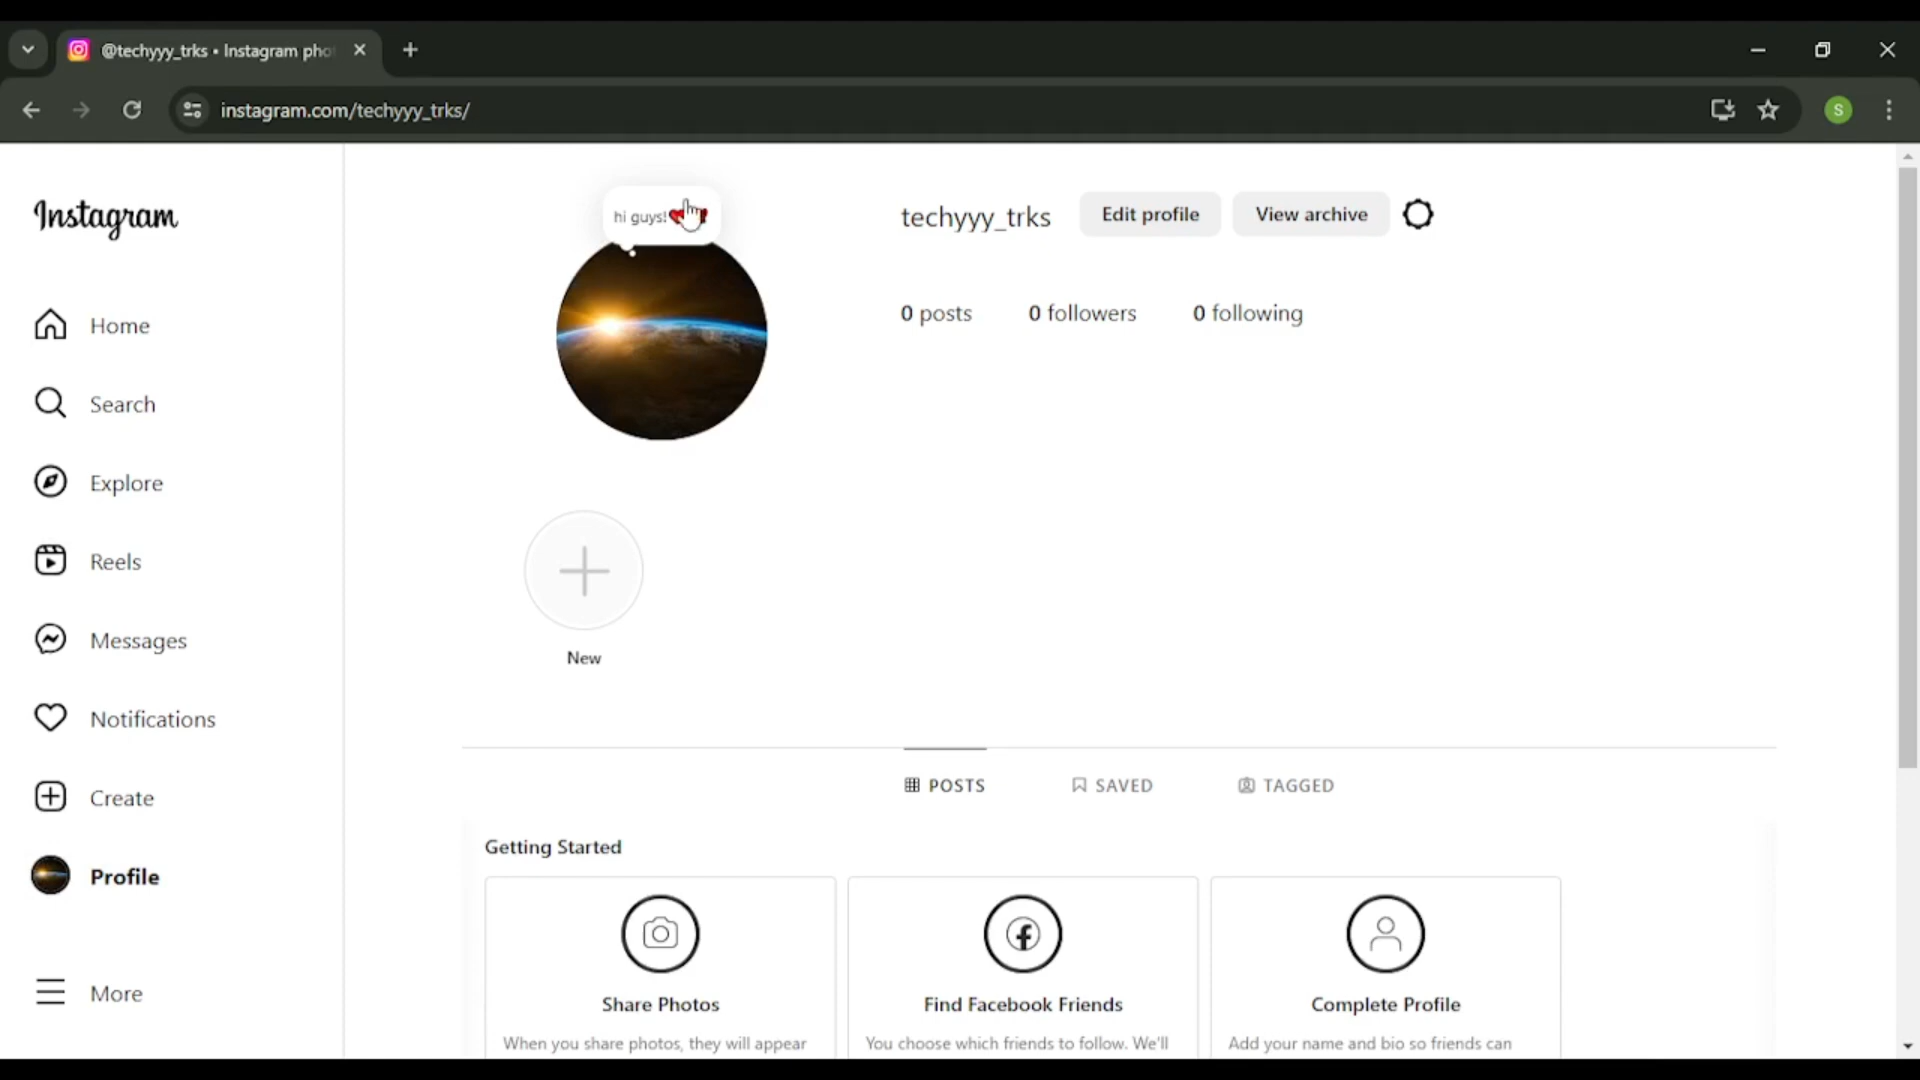 @techyyy_trks • Instagram pho
instagram.com/techyyy_trks/
S
Instagram
Home
Search
Explore
Reels
Messages
Notifications
Create
Profile
More
hi guys!
techyyy_trks
Edit profile
View archive
0 posts
0 followers
0 following
New
POSTS
SAVED
TAGGED
Getting Started
Share Photos
When you share photos, they will appear
Find Facebook Friends
You choose which friends to follow. We'll
Complete Profile
Add your name and bio so friends can